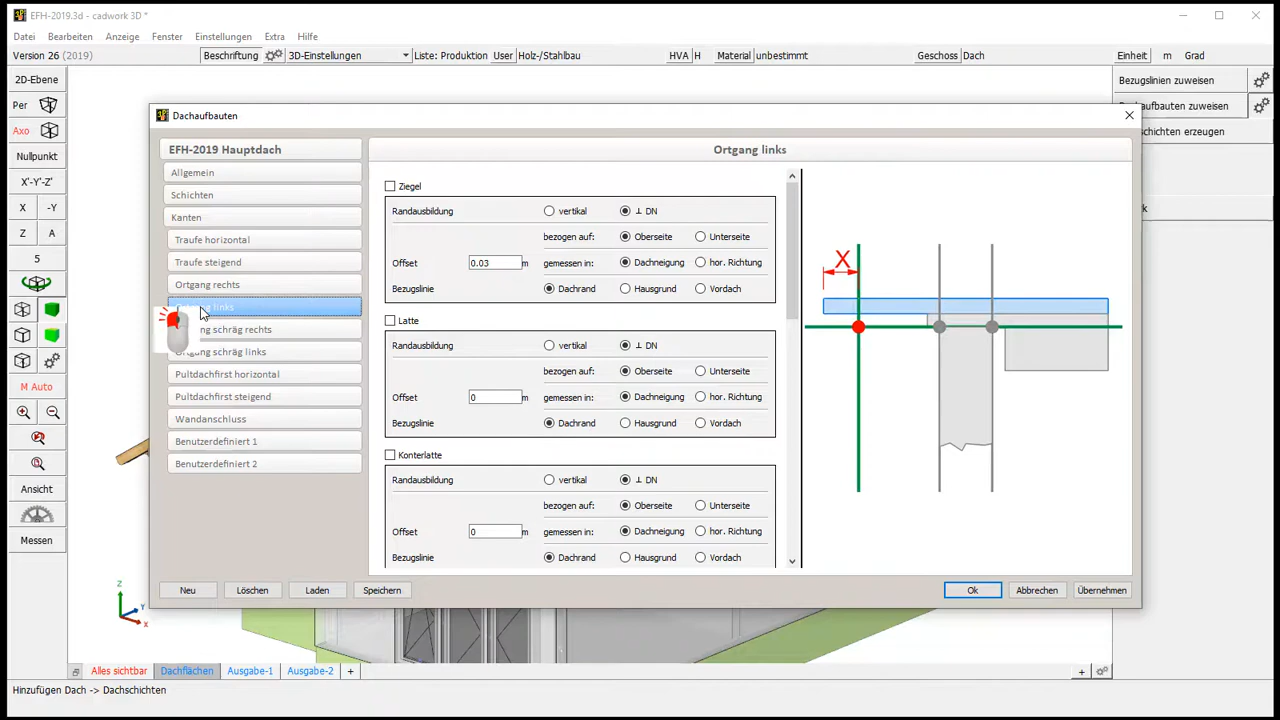 EFH-2019.3d - cadwork 3D *
Datei Bearbeiten Anzeige Fenster Einstellungen Extra Hilfe
Version 26 (2019) Beschriftung 3D-Einstellungen Liste: Produktion User Holz-/Stahlbau HVA H Material unbestimmt Geschoss Dach Einheit m Grad
2D-Ebene
Per
Axo
Nullpunkt
X'-Y'-Z'
X -Y
Z A
5
M Auto
Ansicht
Messen
Bezugslinien zuweisen
zuweisen
schichten erzeugen
Dachaufbauten
EFH-2019 Hauptdach
Allgemein
Schichten
Kanten
Traufe horizontal
Traufe steigend
Ortgang rechts
links
schräg rechts
schräg links
Pultdachfirst horizontal
Pultdachfirst steigend
Wandanschluss
Benutzerdefiniert 1
Benutzerdefiniert 2
Ortgang links
Ziegel
Randausbildung vertikal ⊥ DN
bezogen auf: Oberseite Unterseite
Offset 0.03 m gemessen in: Dachneigung hor. Richtung
Bezugslinie Dachrand Hausgrund Vordach
Latte
Randausbildung vertikal ⊥ DN
bezogen auf: Oberseite Unterseite
Offset 0 m gemessen in: Dachneigung hor. Richtung
Bezugslinie Dachrand Hausgrund Vordach
Konterlatte
Randausbildung vertikal ⊥ DN
bezogen auf: Oberseite Unterseite
Offset 0 m gemessen in: Dachneigung hor. Richtung
Bezugslinie Dachrand Hausgrund Vordach
X
Neu Löschen Laden Speichern Ok Abbrechen Übernehmen
Z
Y
X
Alles sichtbar Dachflächen Ausgabe-1 Ausgabe-2 + +
Hinzufügen Dach -> Dachschichten